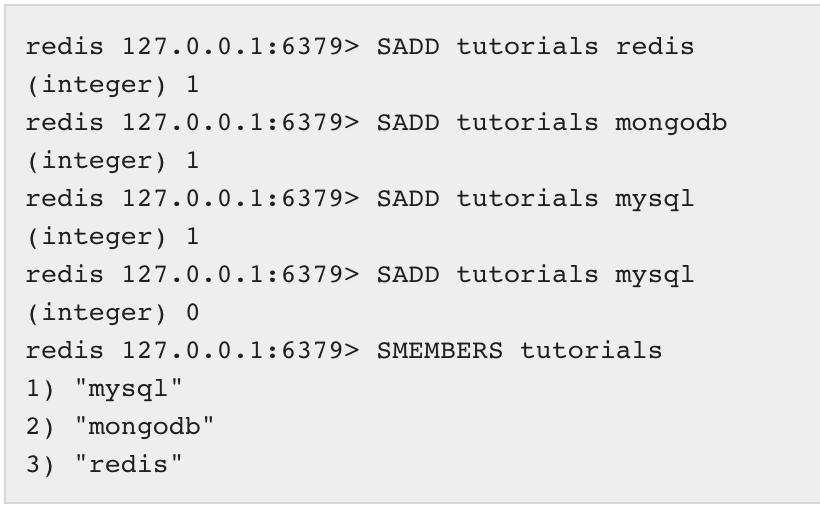 redis 127.0.0.1:6379> SADD tutorials redis
(integer) 1
redis 127.0.0.1:6379> SADD tutorials mongodb
(integer) 1
redis 127.0.0.1:6379> SADD tutorials mysql
(integer) 1
redis 127.0.0.1:6379> SADD tutorials mysql
(integer) 0
redis 127.0.0.1:6379> SMEMBERS tutorials
1) "mysql"
2) "mongodb"
3) "redis"